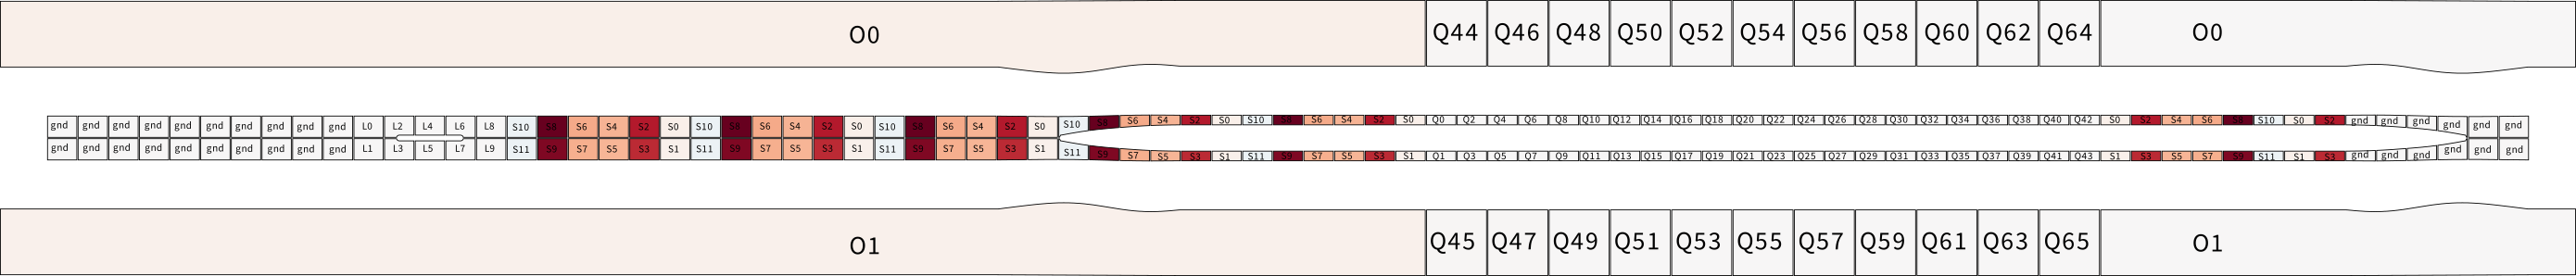 O0 Q44 Q46 Q48 Q50 Q52 Q54 Q56 Q58 Q60 Q62 Q64 O0
gnd gnd gnd gnd gnd gnd gnd gnd gnd gnd L0 L2 L4 L6 L8 S10 S8 S6 S4 S2 S0 S10 S8 S6 S4 S2 S0 S10 S8 S6 S4 S2 S0 S10 S8 S6 S4 S2 S0 S10 S8 S6 S4 S2 S0 Q0 Q2 Q4 Q6 Q8 Q10 Q12 Q14 Q16 Q18 Q20 Q22 Q24 Q26 Q28 Q30 Q32 Q34 Q36 Q38 Q40 Q42 S0 S2 S4 S6 S8 S10 S0 S2 gnd gnd gnd gnd gnd gnd
gnd gnd gnd gnd gnd gnd gnd gnd gnd gnd L1 L3 L5 L7 L9 S11 S9 S7 S5 S3 S1 S11 S9 S7 S5 S3 S1 S11 S9 S7 S5 S3 S1 S11 S9 S7 S5 S3 S1 S11 S9 S7 S5 S3 S1 Q1 Q3 Q5 Q7 Q9 Q11 Q13 Q15 Q17 Q19 Q21 Q23 Q25 Q27 Q29 Q31 Q33 Q35 Q37 Q39 Q41 Q43 S1 S3 S5 S7 S9 S11 S1 S3 gnd gnd gnd gnd gnd gnd
O1 Q45 Q47 Q49 Q51 Q53 Q55 Q57 Q59 Q61 Q63 Q65 O1